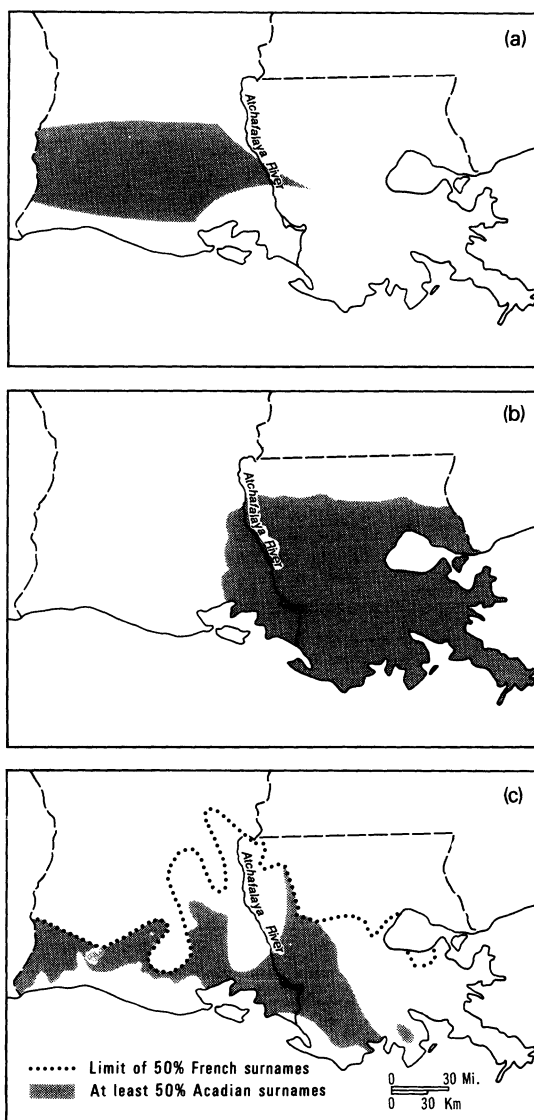 (a)
Atchafalaya River
(b)
Atchafalaya River
(c)
Atchafalaya River
Limit of 50% French surnames
At least 50% Acadian surnames
0 30 Mi.
0 30 Km